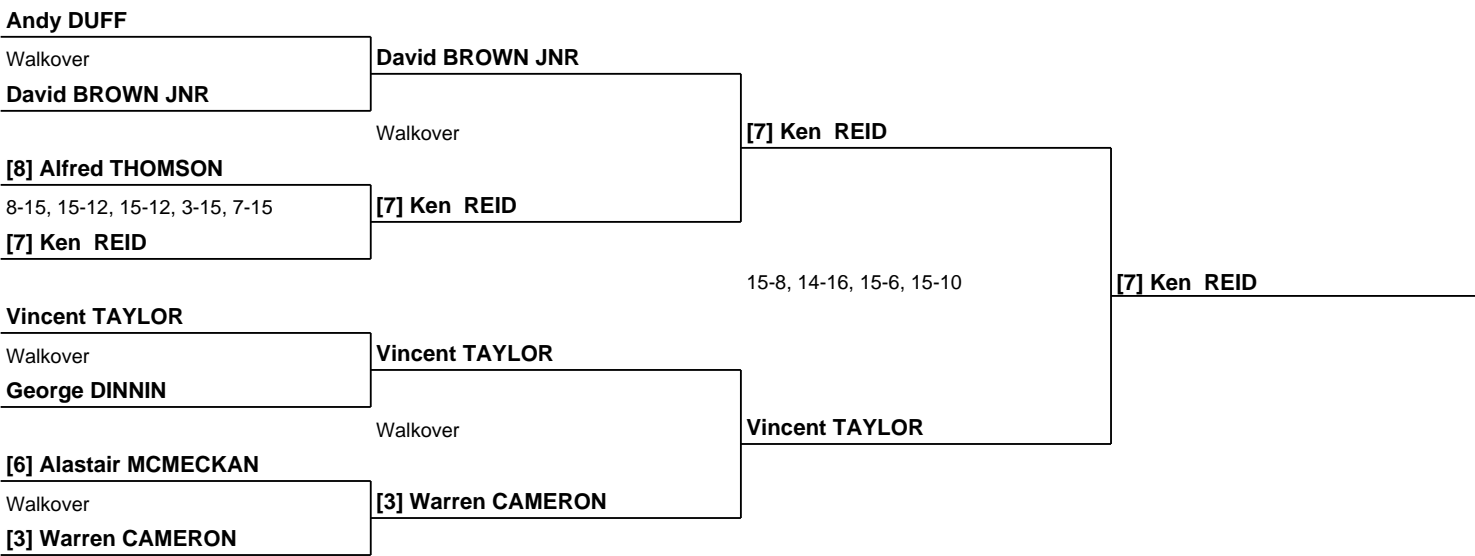 Andy DUFF
Walkover
David BROWN JNR
David BROWN JNR
Walkover
[7] Ken  REID
[8] Alfred THOMSON
8-15, 15-12, 15-12, 3-15, 7-15
[7] Ken  REID
[7] Ken  REID
15-8, 14-16, 15-6, 15-10
[7] Ken  REID
Vincent TAYLOR
Walkover
Vincent TAYLOR
George DINNIN
Walkover
Vincent TAYLOR
[6] Alastair MCMECKAN
Walkover
[3] Warren CAMERON
[3] Warren CAMERON